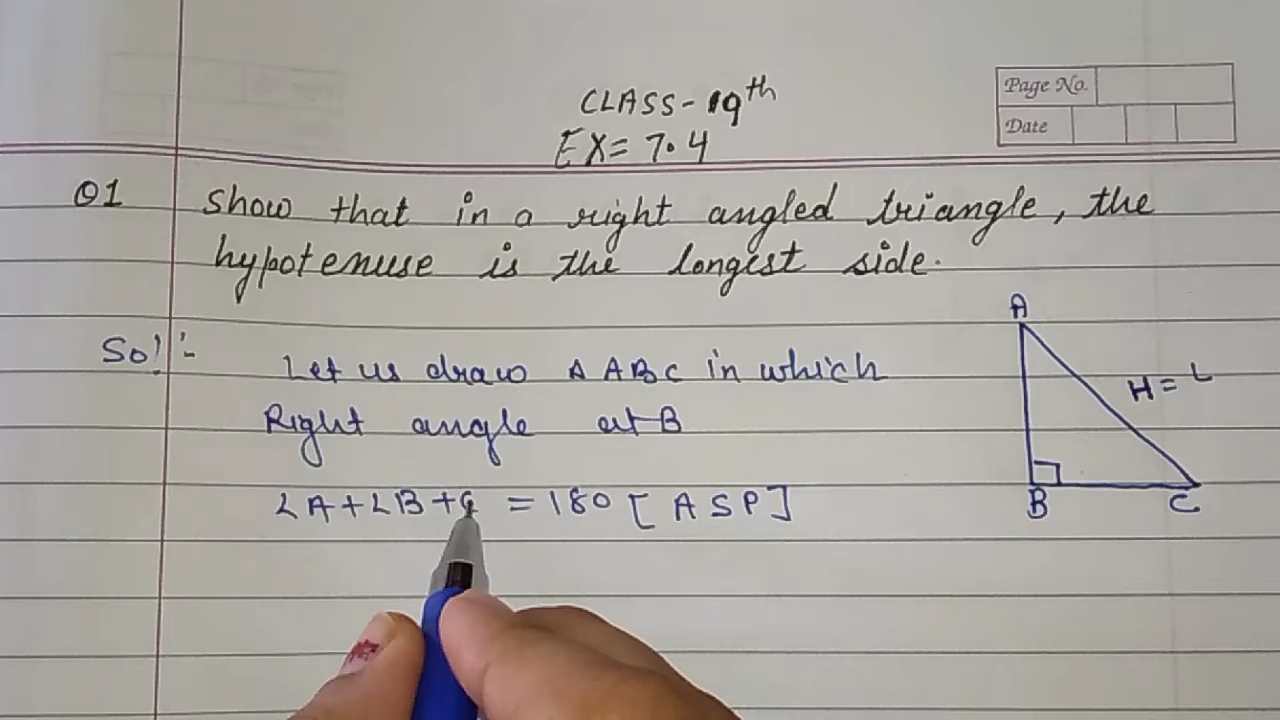 CLASS - 9th
EX = 7.4
Page No.
Date
Q1 Show that in a right angled triangle, the
hypotenuse is the longest side.
Sol:- Let us draw △ ABC in which
Right angle at B
∠A+∠B+C = 180 [ ASP]
A
H = L
B
C